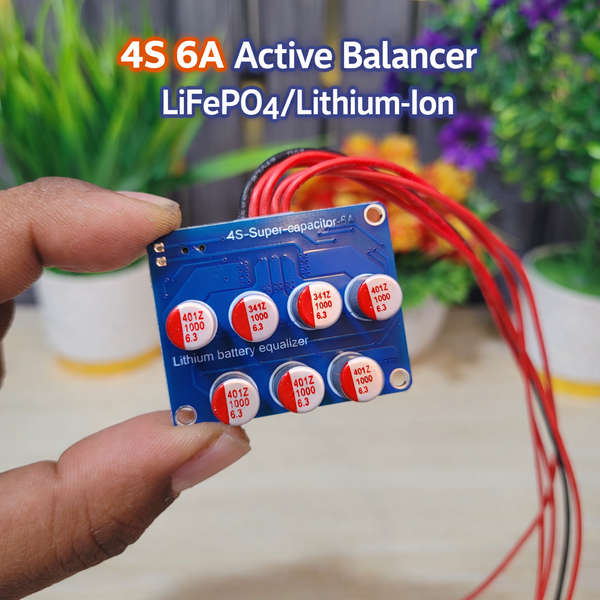 4S 6A Active Balancer
LiFePO4/Lithium-Ion
4S-Super-capacitor-6A
401Z
1000
6.3
341Z
1000
6.3
341Z
1000
6.3
401Z
1000
6.3
Lithium battery equalizer
401Z
1000
6.3
401Z
1000
6.3
401Z
1000
6.3